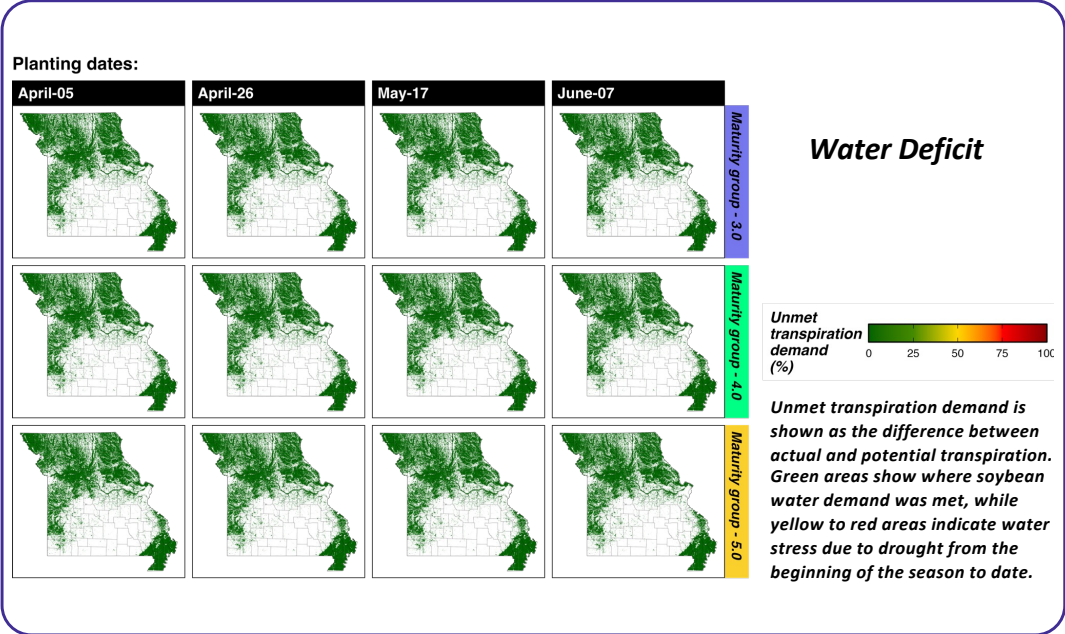 Planting dates:
April-05
April-26
May-17
June-07
Maturity group - 3.0
Maturity group - 4.0
Maturity group - 5.0
Water Deficit
Unmet
transpiration
demand
(%)
0 25 50 75 100
Unmet transpiration demand is
shown as the difference between
actual and potential transpiration.
Green areas show where soybean
water demand was met, while
yellow to red areas indicate water
stress due to drought from the
beginning of the season to date.